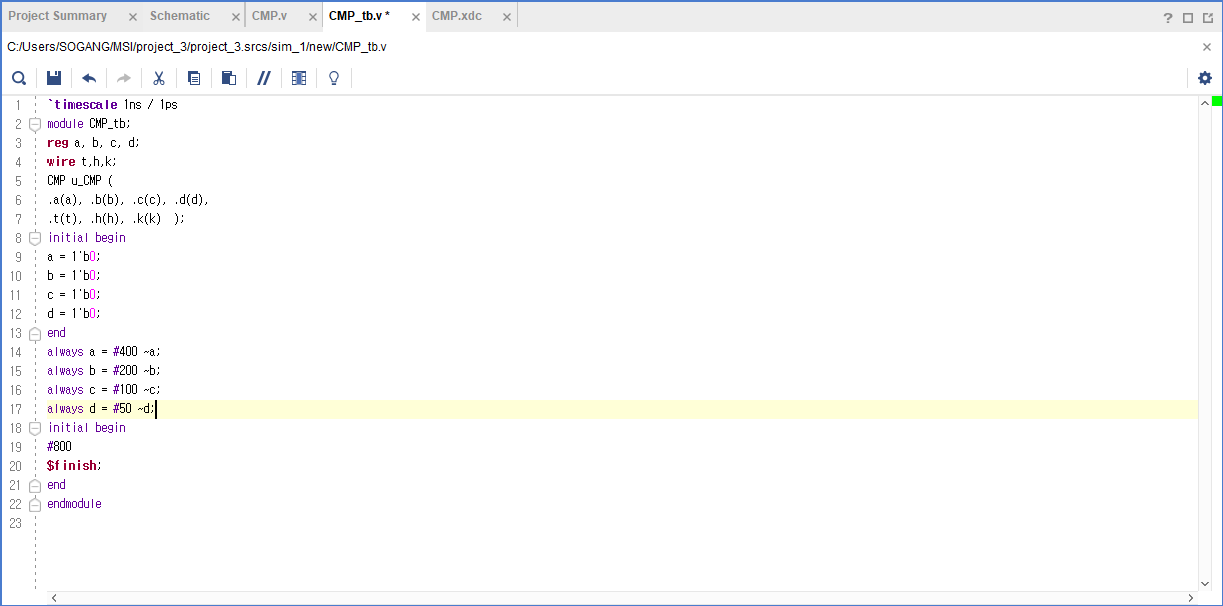 Project Summary × Schematic × CMP.v × CMP_tb.v * × CMP.xdc ×
C:/Users/SOGANG/MSI/project_3/project_3.srcs/sim_1/new/CMP_tb.v
1 `timescale 1ns / 1ps
2 module CMP_tb;
3 reg a, b, c, d;
4 wire t,h,k;
5 CMP u_CMP (
6 .a(a), .b(b), .c(c), .d(d),
7 .t(t), .h(h), .k(k)  );
8 initial begin
9 a = 1'b0;
10 b = 1'b0;
11 c = 1'b0;
12 d = 1'b0;
13 end
14 always a = #400 ~a;
15 always b = #200 ~b;
16 always c = #100 ~c;
17 always d = #50 ~d;
18 initial begin
19 #800
20 $finish;
21 end
22 endmodule
23